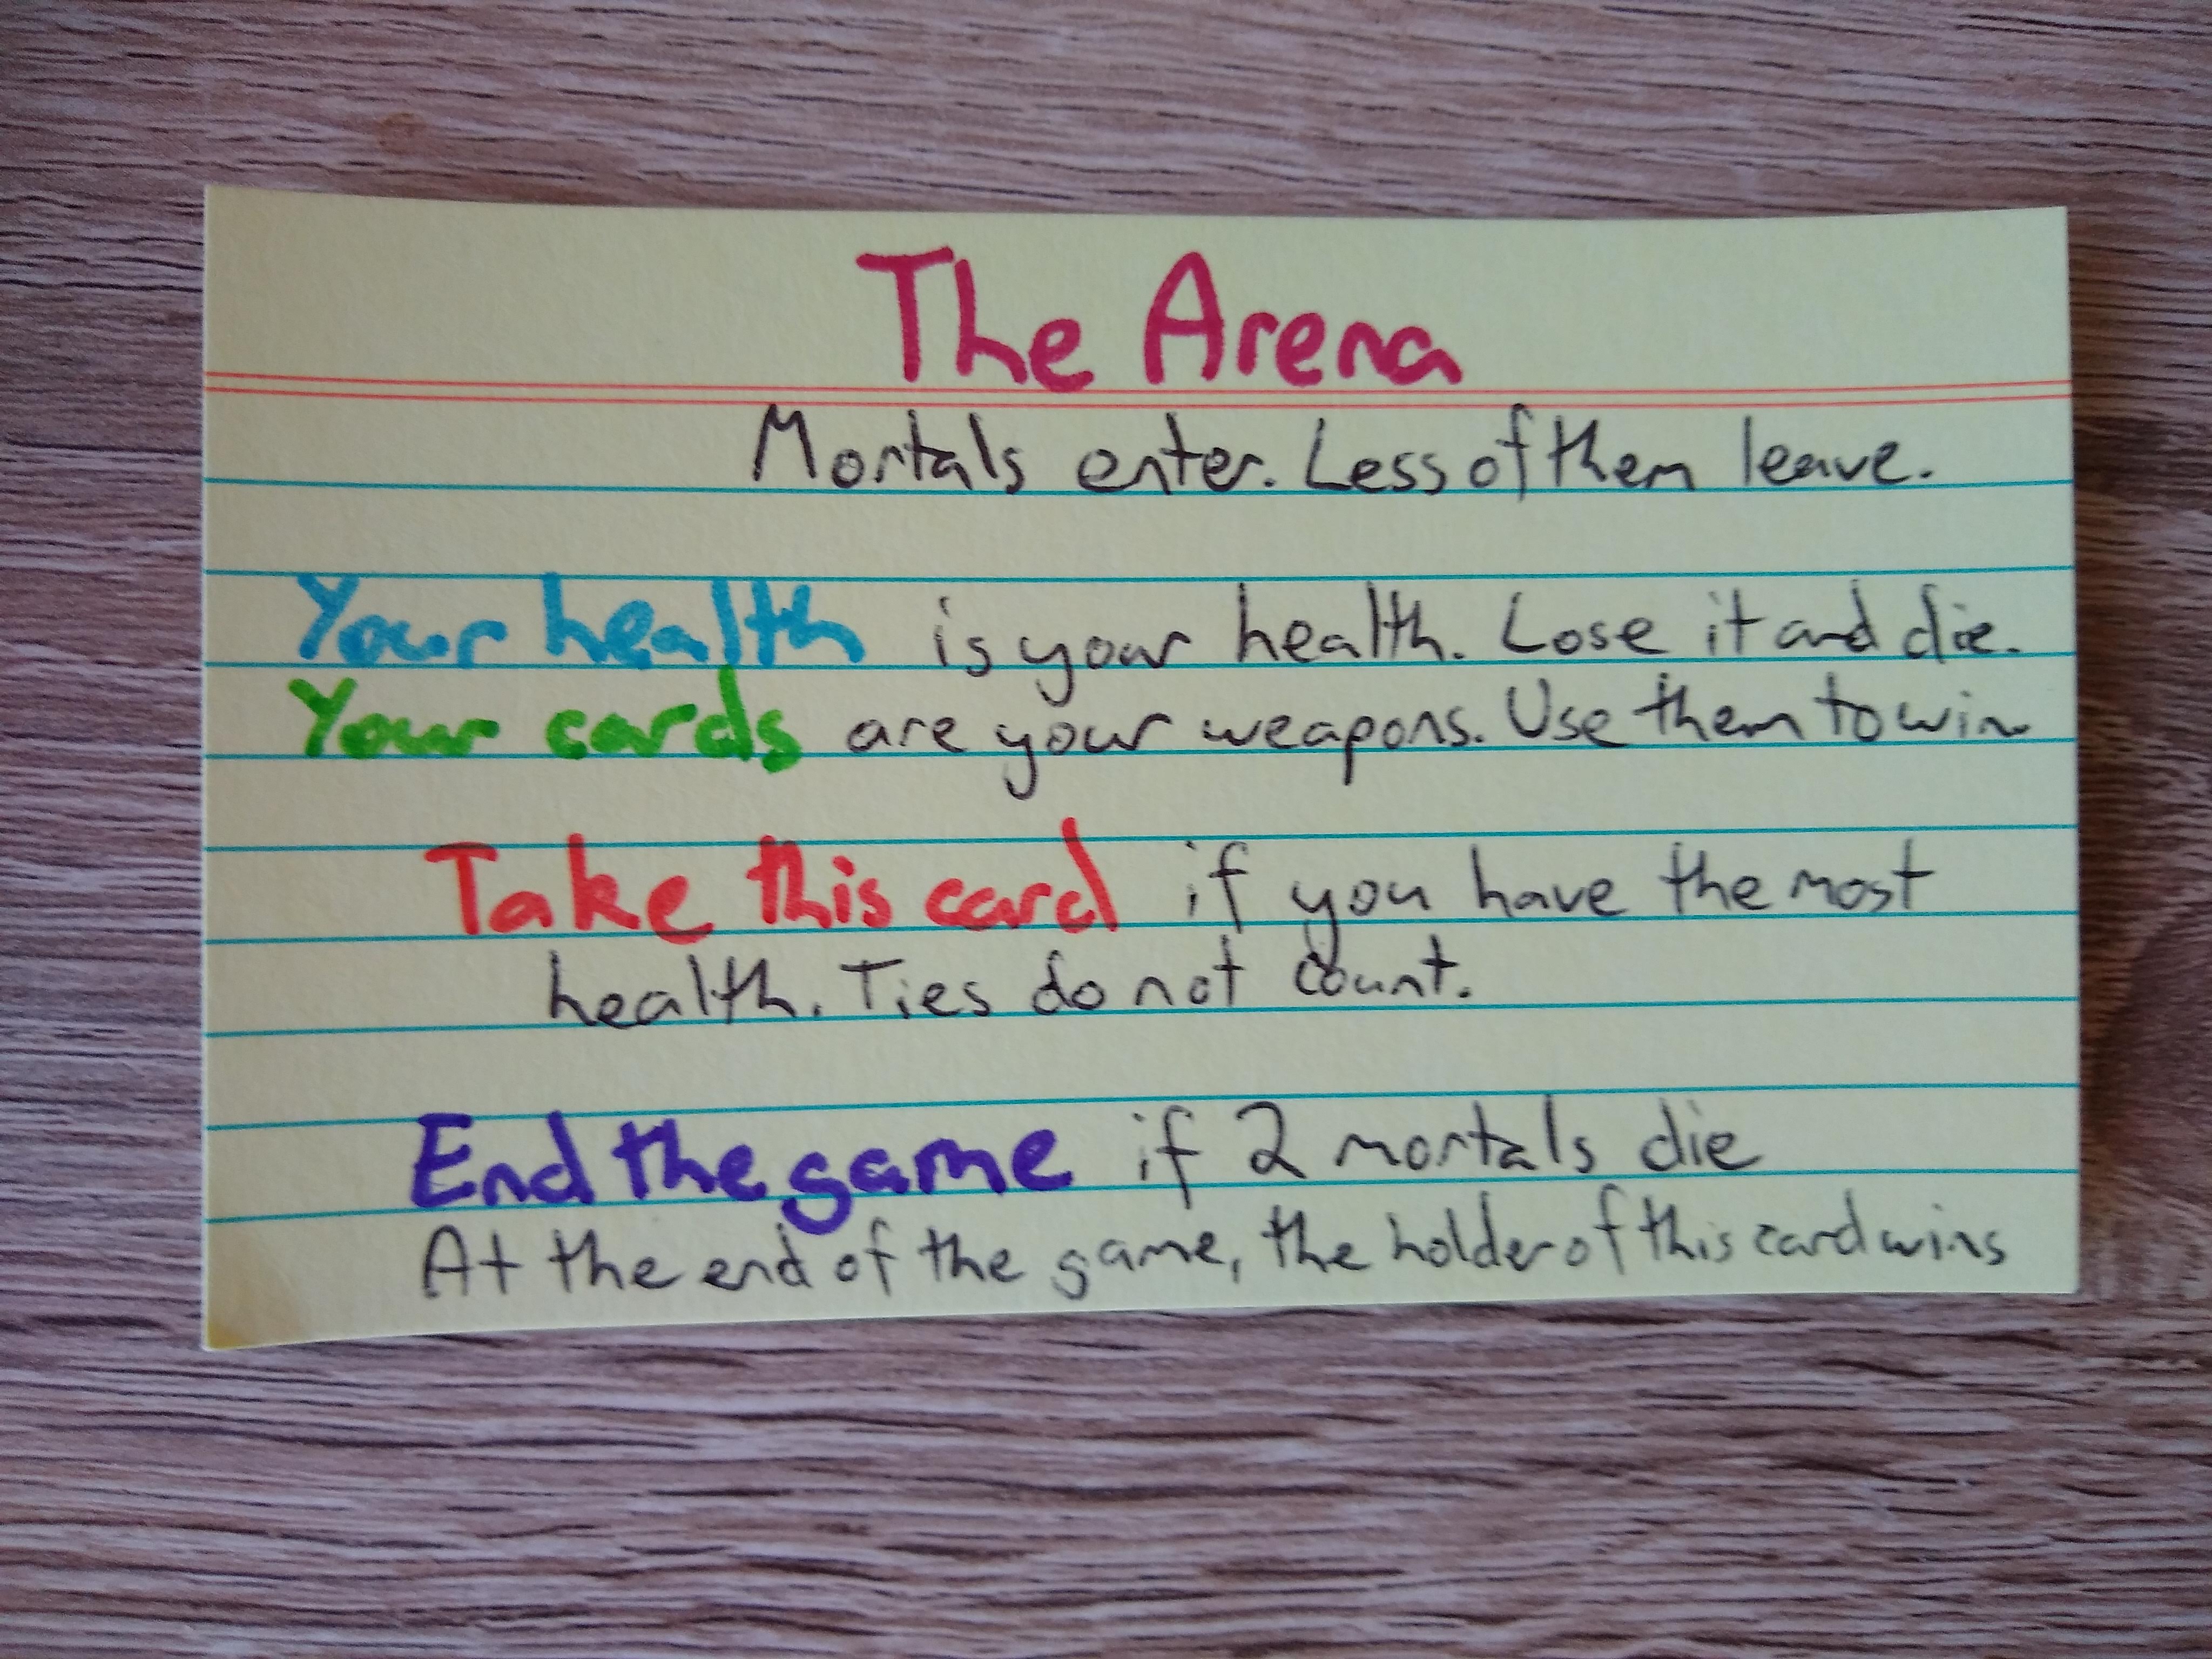 The Arena
Mortals enter. Less of them leave.
Your health is your health. Lose it and die.
Your cards are your weapons. Use them to win
Take this card if you have the most
health. Ties do not count.
End the game if 2 mortals die
At the end of the game, the holder of this card wins